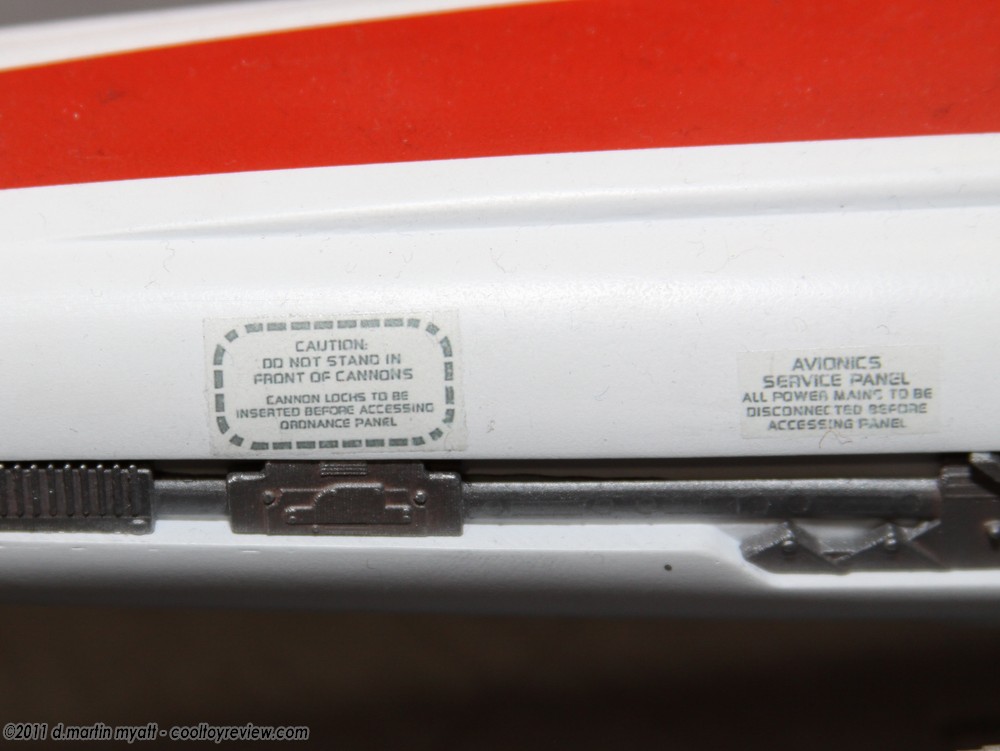 CAUTION:
DO NOT STAND IN
FRONT OF CANNONS
CANNON LOCKS TO BE
INSERTED BEFORE ACCESSING
ORDNANCE PANEL
AVIONICS
SERVICE PANEL
ALL POWER MAINS TO BE
DISCONNECTED BEFORE
ACCESSING PANEL
©2011 d.marlin myatt - cooltoyreview.com